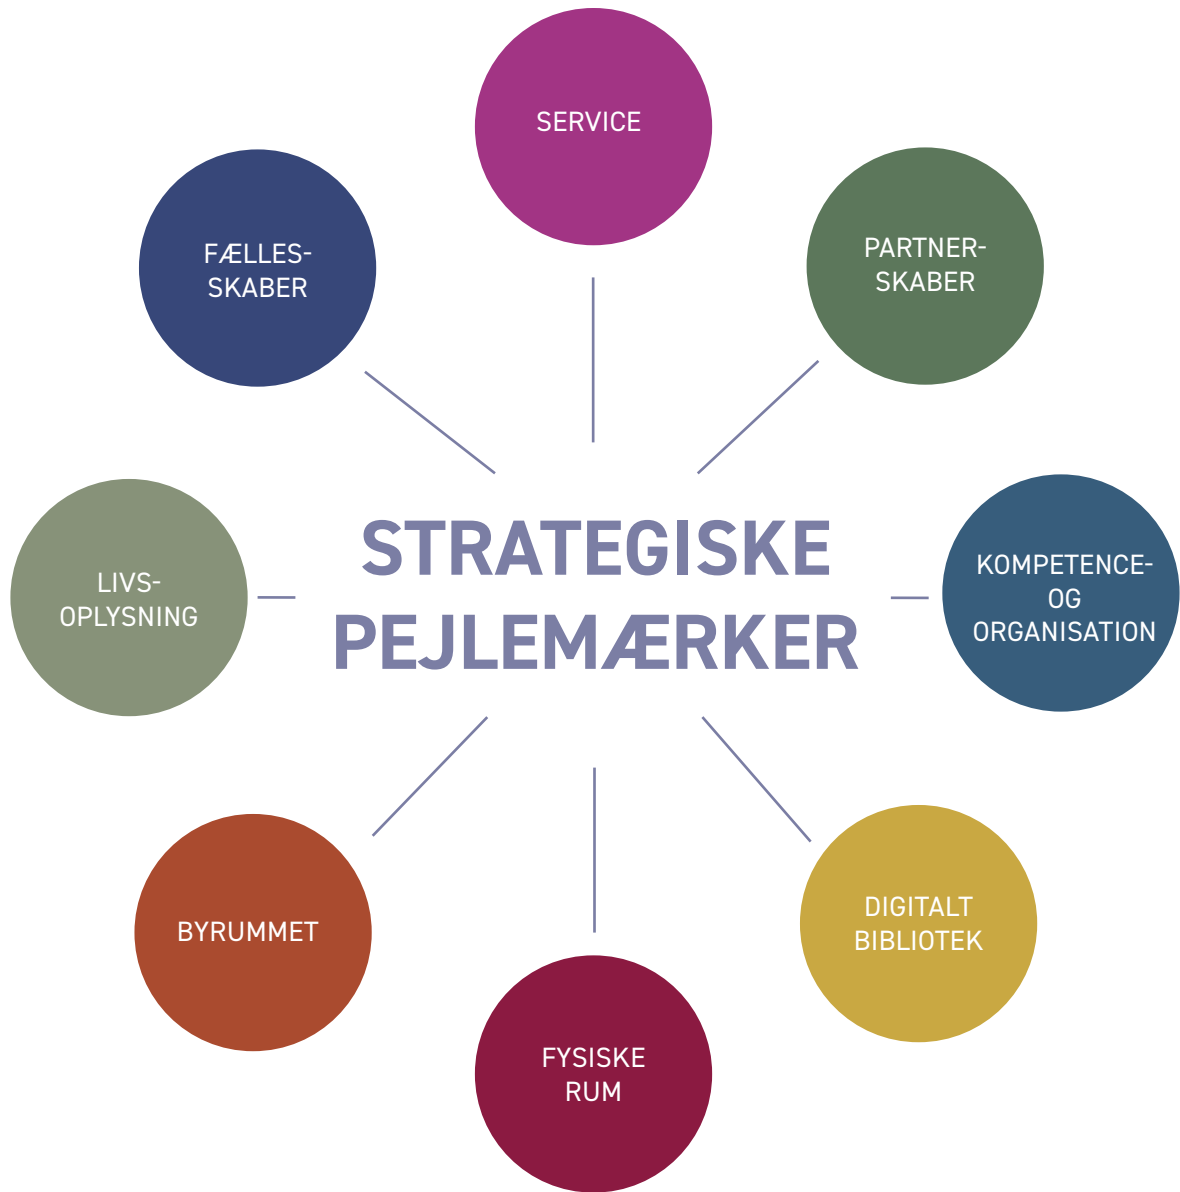 SERVICE
FÆLLES-
SKABER
PARTNER-
SKABER
STRATEGISKE
PEJLEMÆRKER
LIVS-
OPLYSNING
KOMPETENCE-
OG
ORGANISATION
BYRUMMET
DIGITALT
BIBLIOTEK
FYSISKE
RUM